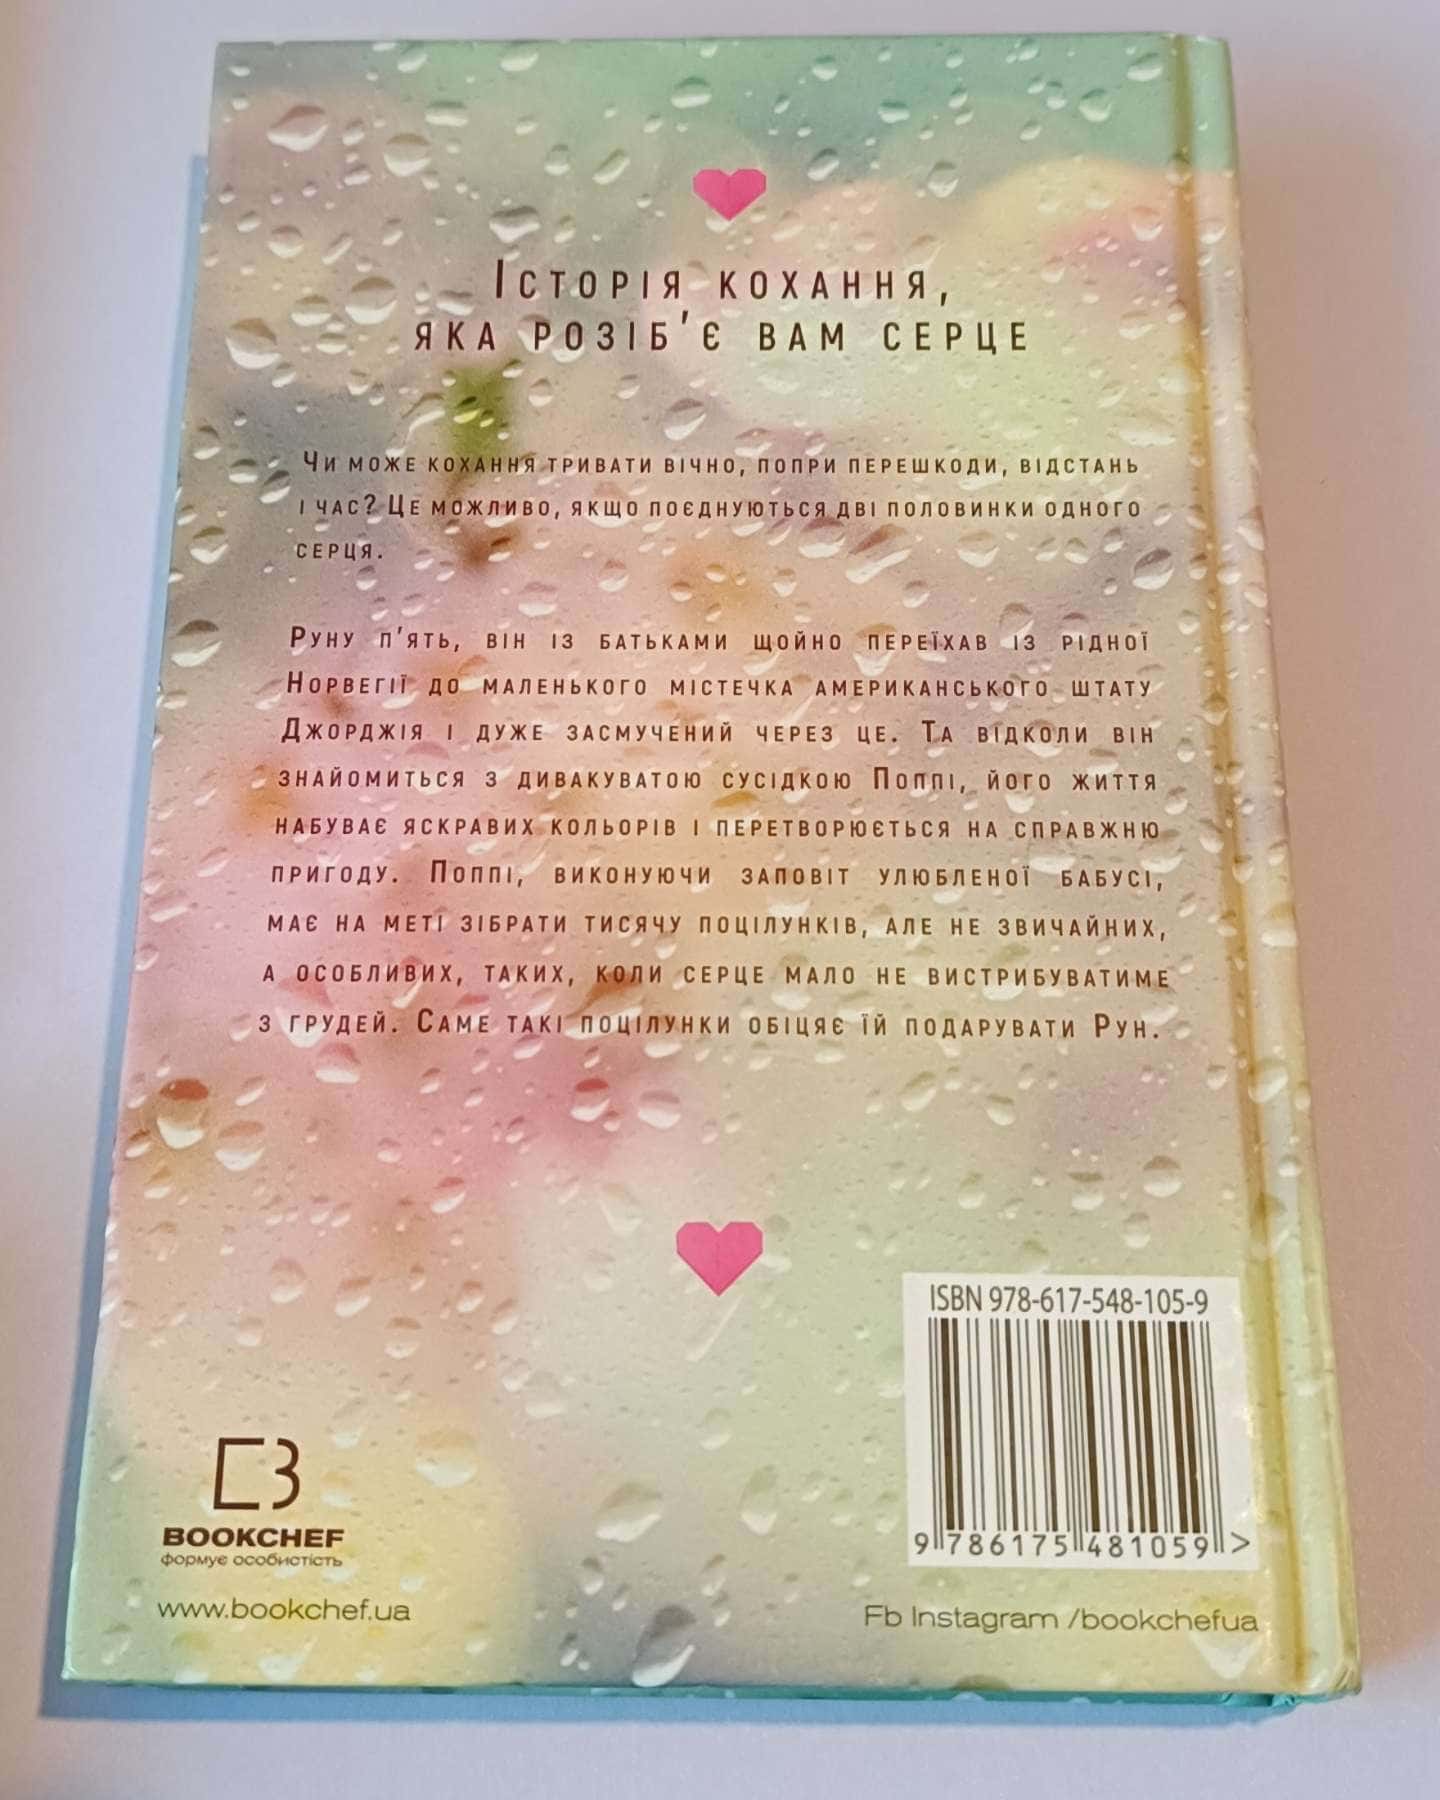 Історія кохання,
яка розіб'є вам серце
Чи може кохання тривати вічно, попри перешкоди, відстань
і час? Це можливо, якщо поєднуються дві половинки одного
серця.
Руну п'ять, він із батьками щойно переїхав із рідної
Норвегії до маленького містечка американського штату
Джорджія і дуже засмучений через це. Та відколи він
знайомиться з дивакуватою сусідкою Поппі, його життя
набуває яскравих кольорів і перетворюється на справжню
пригоду. Поппі, виконуючи заповіт улюбленої бабусі,
має на меті зібрати тисячу поцілунків, але не звичайних,
а особливих, таких, коли серце мало не вистрибуватиме
з грудей. Саме такі поцілунки обіцяє їй подарувати Рун.
ISBN 978-617-548-105-9
9 786175 481059 >
BOOKCHEF
формує особистість
www.bookchef.ua
Fb Instagram /bookchefua